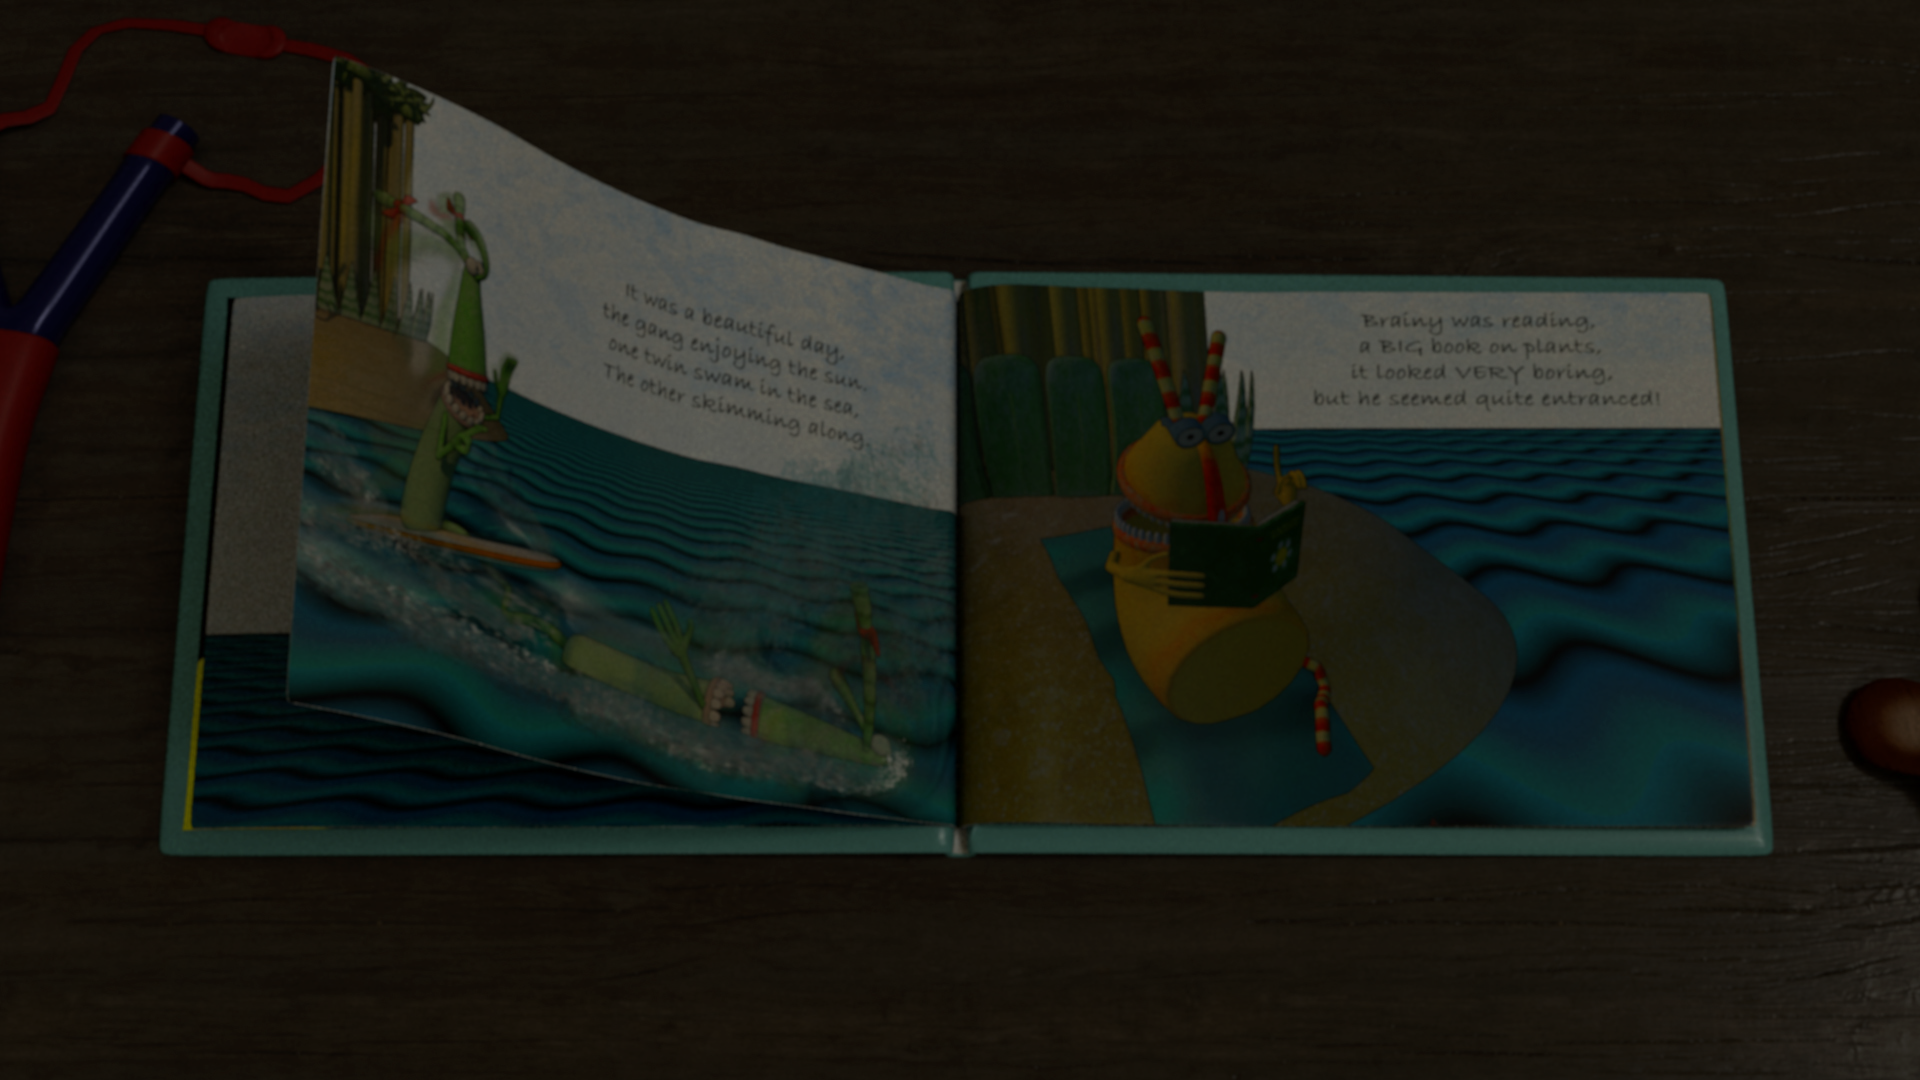 It was a beautiful day,
the gang enjoying the sun.
one twin swam in the sea,
The other skimming along.
Brainy was reading,
a BIG book on plants,
it looked VERY boring,
but he seemed quite entranced!